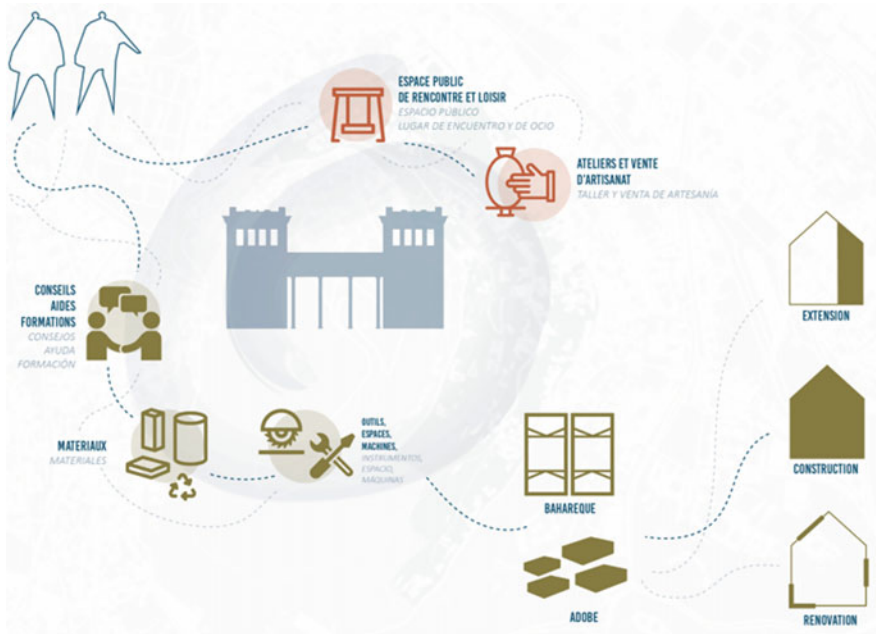 ESPACE PUBLIC
DE RENCONTRE ET LOISIR
ESPACIO PÚBLICO
LUGAR DE ENCUENTRO Y DE OCIO
ATELIERS ET VENTE
D'ARTISANAT
TALLER Y VENTA DE ARTESANÍA
EXTENSION
CONSEILS
AIDES
FORMATIONS
CONSEJOS
AYUDA
FORMACIÓN
MATERIAUX
MATERIALES
OUTILS,
ESPACES,
MACHINES,
INSTRUMENTOS,
ESPACIO,
MÁQUINAS
CONSTRUCTION
BAHAREQUE
ADOBE
RENOVATION